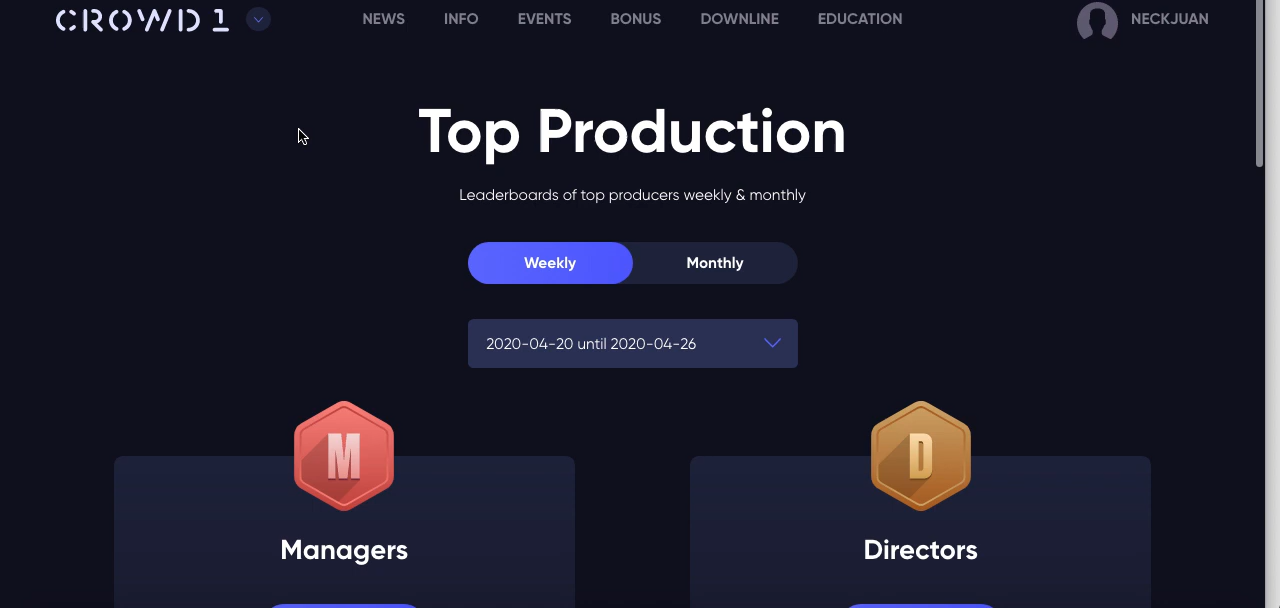 CROWD 1
NEWS INFO EVENTS BONUS DOWNLINE EDUCATION
NECKJUAN
Top Production
Leaderboards of top producers weekly & monthly
Weekly Monthly
2020-04-20 until 2020-04-26
M D
Managers Directors